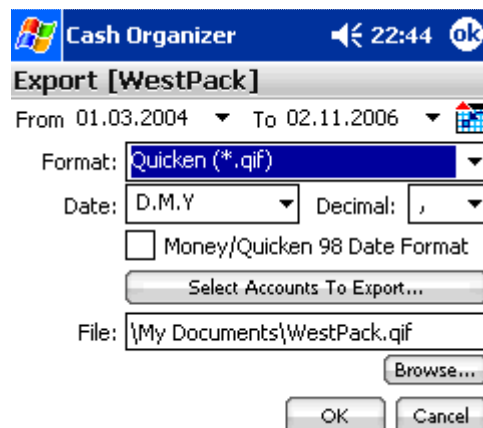 Cash Organizer 22:44 ok
Export [WestPack]
From 01.03.2004 To 02.11.2006
Format: Quicken (*.qif)
Date: D.M.Y Decimal: ,
Money/Quicken 98 Date Format
Select Accounts To Export...
File: \My Documents\WestPack.qif
Browse...
OK Cancel